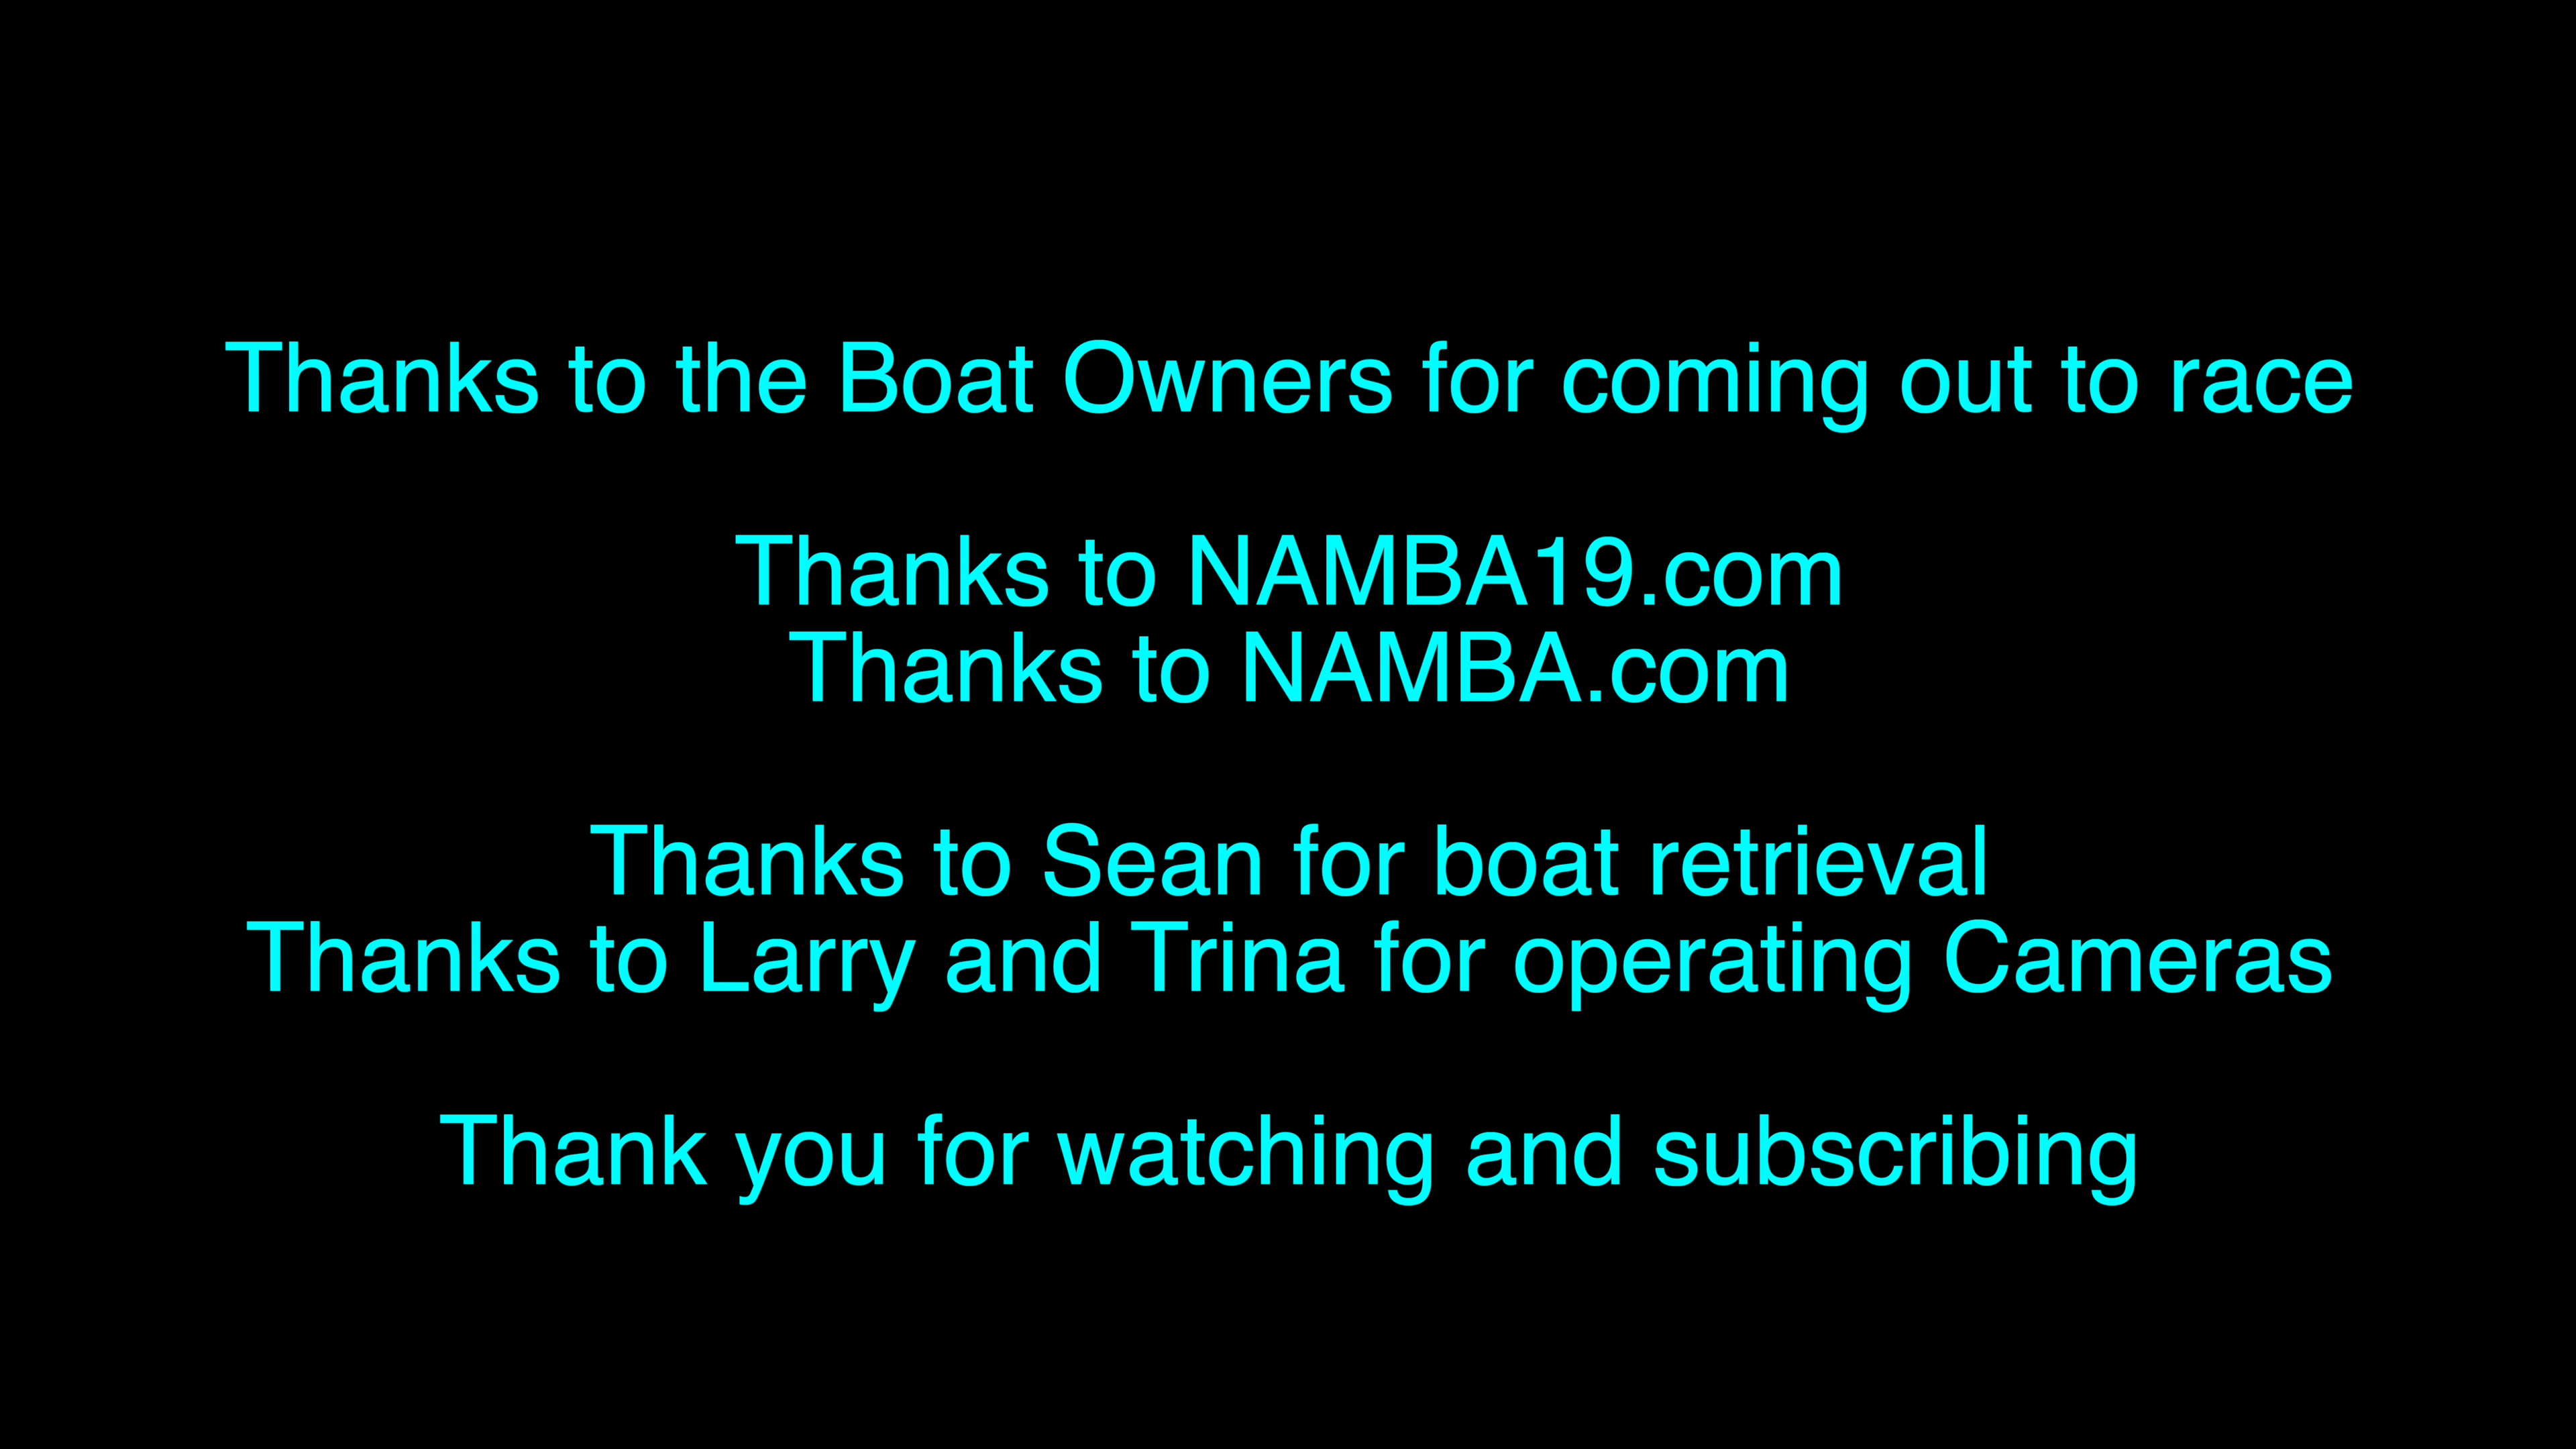 Thanks to the Boat Owners for coming out to race
Thanks to NAMBA19.com
Thanks to NAMBA.com
Thanks to Sean for boat retrieval
Thanks to Larry and Trina for operating Cameras
Thank you for watching and subscribing